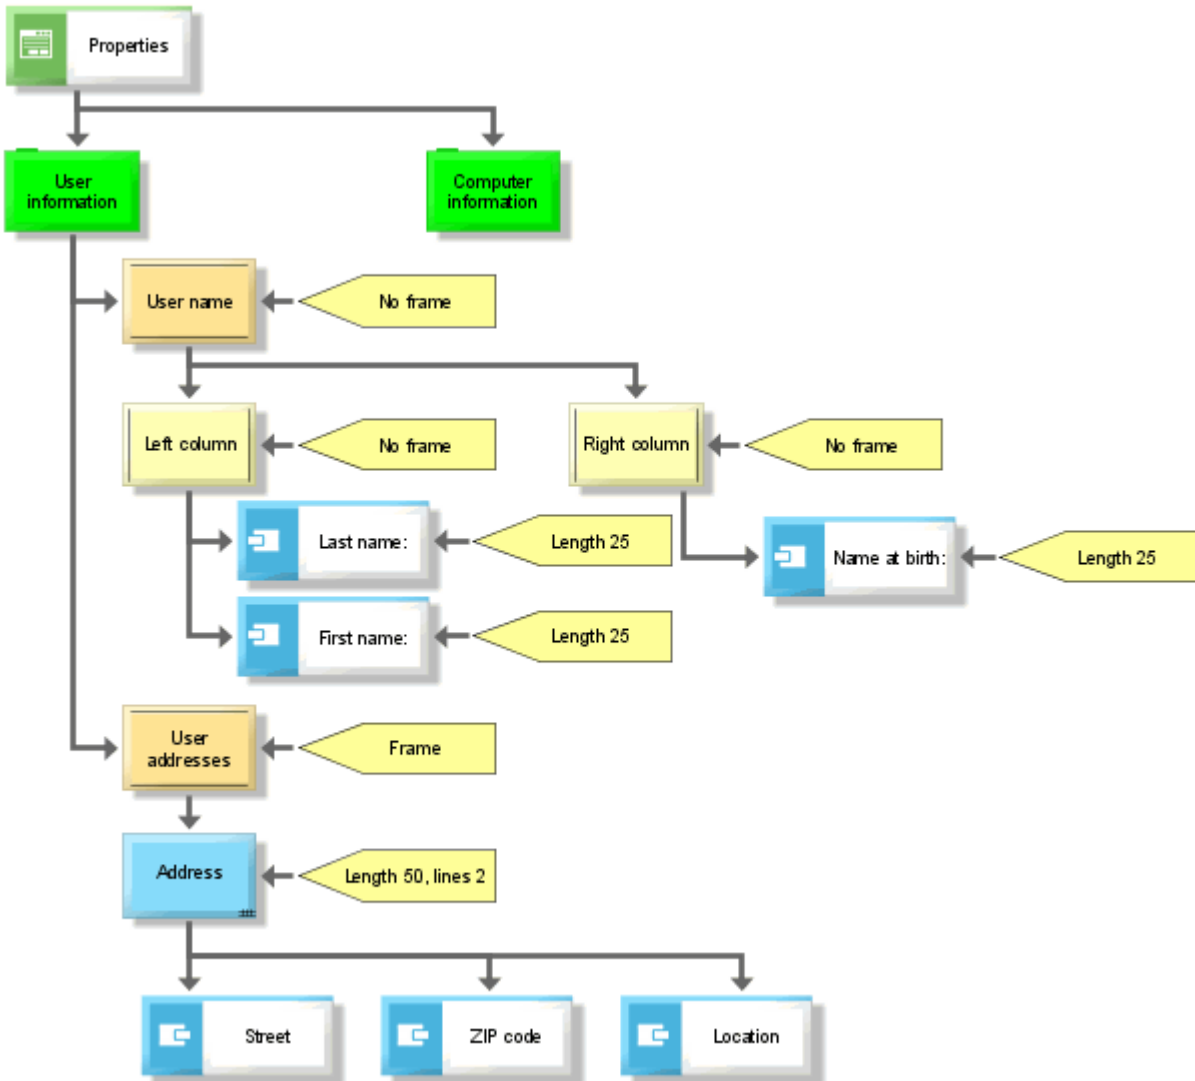 Properties
User
information
Computer
information
User name
No frame
Left column
No frame
Right column
No frame
Last name:
Length 25
Name at birth:
Length 25
First name:
Length 25
User
addresses
Frame
Address
Length 50, lines 2
Street
ZIP code
Location